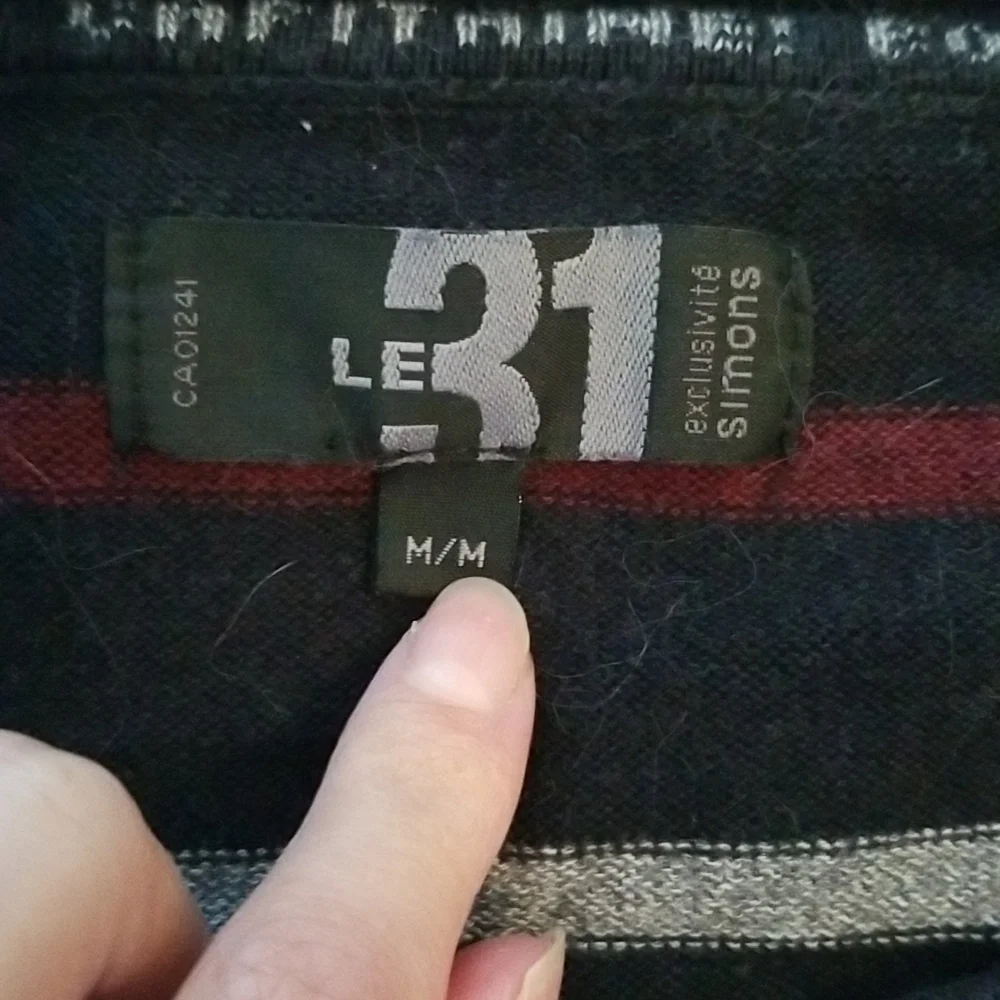 CA01241
LE 31
exclusivité
simons
M/M